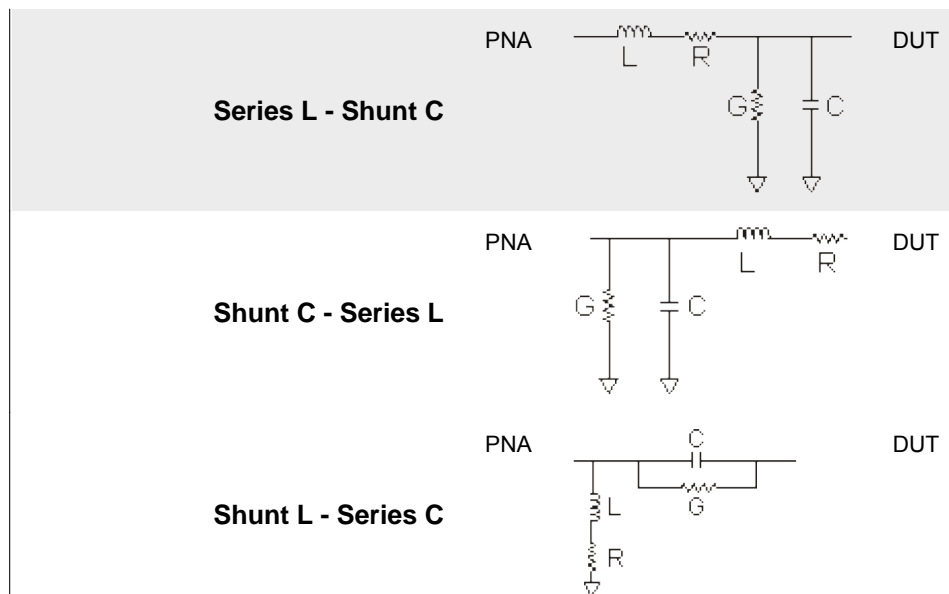 PNA DUT
L R
Series L - Shunt C
G C
PNA DUT
L R
Shunt C - Series L
G C
PNA DUT
C
G
Shunt L - Series C
L
R